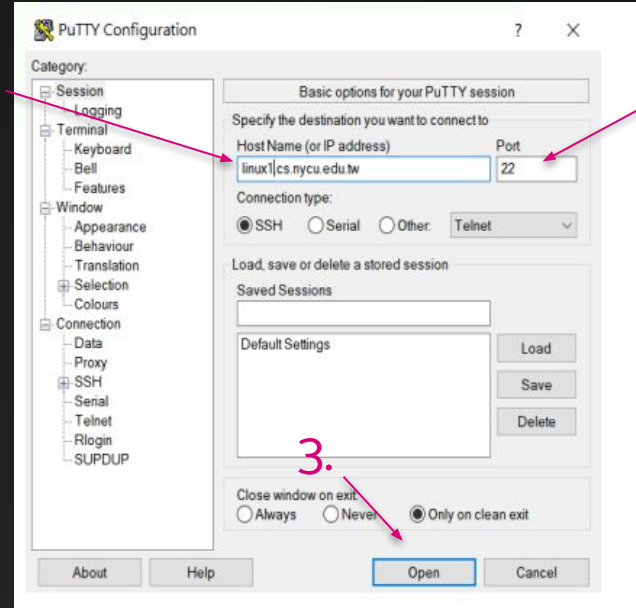 PuTTY Configuration ? ×
Category:
Session
Logging
Terminal
Keyboard
Bell
Features
Window
Appearance
Behaviour
Translation
Selection
Colours
Connection
Data
Proxy
SSH
Serial
Telnet
Rlogin
SUPDUP
Basic options for your PuTTY session
Specify the destination you want to connect to
Host Name (or IP address) Port
linux1.cs.nycu.edu.tw 22
Connection type:
SSH Serial Other: Telnet
Load, save or delete a stored session
Saved Sessions
Default Settings
Load
Save
Delete
3.
Close window on exit:
Always Never Only on clean exit
About Help Open Cancel